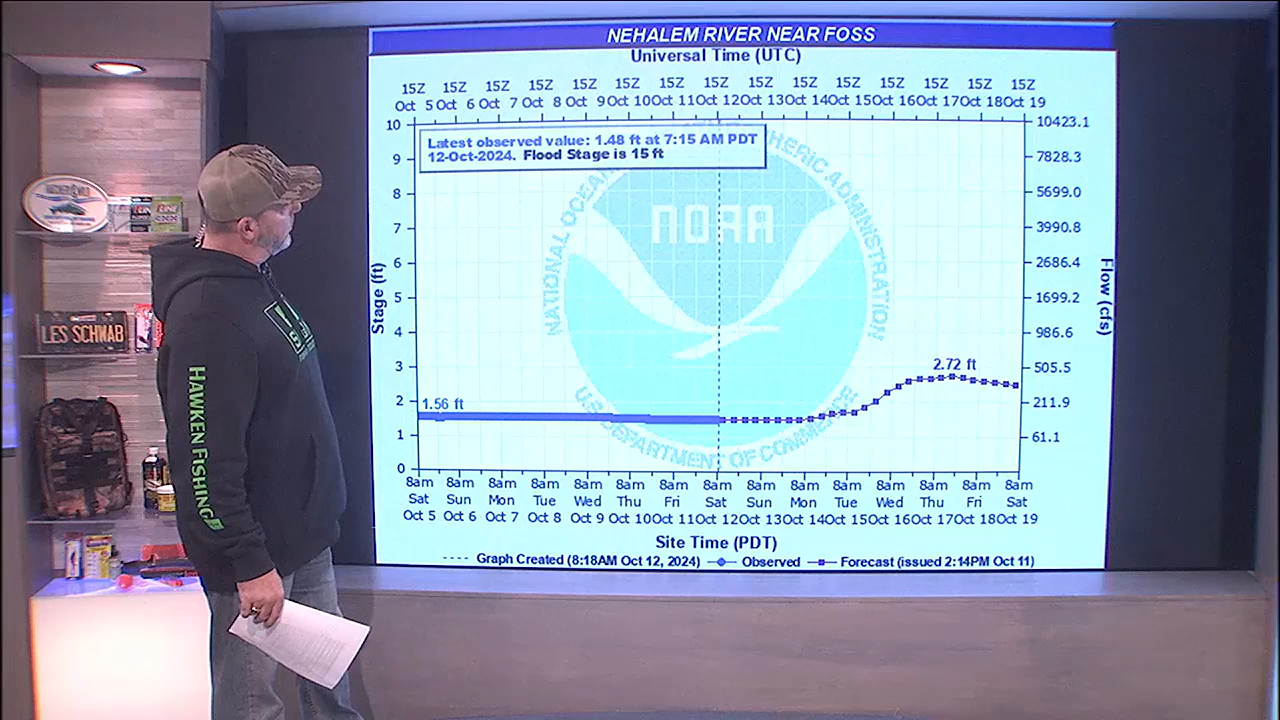 NEHALEM RIVER NEAR FOSS
Universal Time (UTC)
15Z 15Z 15Z 15Z 15Z 15Z 15Z 15Z 15Z 15Z 15Z 15Z 15Z 15Z 15Z
Oct 5 Oct 6 Oct 7 Oct 8 Oct 9 Oct 10 Oct 11 Oct 12 Oct 13 Oct 14 Oct 15 Oct 16 Oct 17 Oct 18 Oct 19
Latest observed value: 1.48 ft at 7:15 AM PDT
12-Oct-2024. Flood Stage is 15 ft
10
9
8
7
6
5
4
3
2
1
0
Stage (ft)
10423.1
7828.3
5699.0
3990.8
2686.4
1699.2
986.6
505.5
211.9
61.1
Flow (cfs)
NOAA
NATIONAL OCEAN
HERIC ADMINISTRATION
U.S. DEPARTMENT OF COMMERCE
1.56 ft
2.72 ft
8am 8am 8am 8am 8am 8am 8am 8am 8am 8am 8am 8am 8am 8am 8am
Sat Sun Mon Tue Wed Thu Fri Sat Sun Mon Tue Wed Thu Fri Sat
Oct 5 Oct 6 Oct 7 Oct 8 Oct 9 Oct 10 Oct 11 Oct 12 Oct 13 Oct 14 Oct 15 Oct 16 Oct 17 Oct 18 Oct 19
Site Time (PDT)
Graph Created (8:18AM Oct 12, 2024) Observed Forecast (issued 2:14PM Oct 11)
LES SCHWAB
HAWKEN FISHING